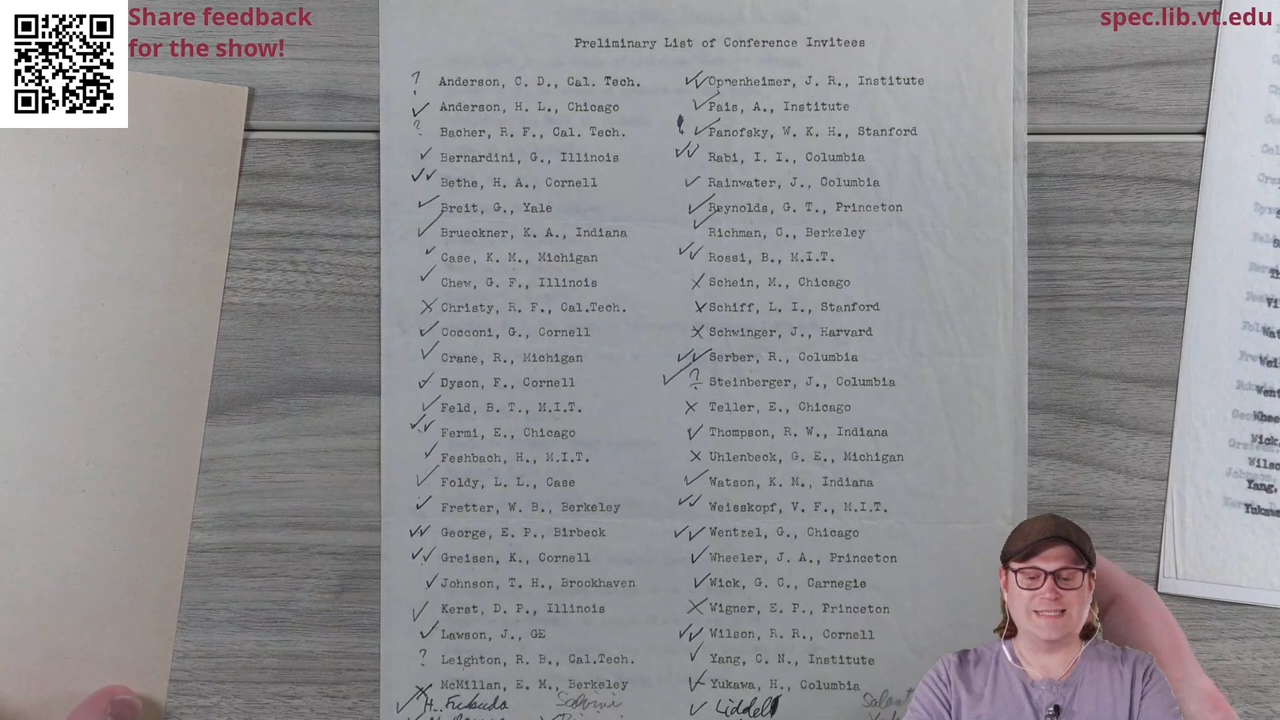 Share feedback
for the show!
spec.lib.vt.edu
Preliminary List of Conference Invitees
? Anderson, C. D., Cal. Tech.
✓ Anderson, H. L., Chicago
? Bacher, R. F., Cal. Tech.
✓ Bernardini, G., Illinois
✓✓ Bethe, H. A., Cornell
✓ Breit, G., Yale
✓ Brueckner, K. A., Indiana
✓ Case, K. M., Michigan
✓ Chew, G. F., Illinois
X Christy, R. F., Cal.Tech.
✓ Cocconi, G., Cornell
✓ Crane, R., Michigan
✓ Dyson, F., Cornell
✓ Feld, B. T., M.I.T.
✓✓ Fermi, E., Chicago
✓ Feshbach, H., M.I.T.
✓ Foldy, L. L., Case
✓ Fretter, W. B., Berkeley
✓✓ George, E. P., Birbeck
✓✓ Greisen, K., Cornell
✓ Johnson, T. H., Brookhaven
✓ Kerst, D. P., Illinois
✓ Lawson, J., GE
? Leighton, R. B., Cal.Tech.
X McMillan, E. M., Berkeley
✓ H. Fukuda
✓✓ Oppenheimer, J. R., Institute
✓ Pais, A., Institute
✓ Panofsky, W. K. H., Stanford
✓✓ Rabi, I. I., Columbia
✓ Rainwater, J., Columbia
✓ Reynolds, G. T., Princeton
✓ Richman, C., Berkeley
✓✓ Rossi, B., M.I.T.
X Schein, M., Chicago
X Schiff, L. I., Stanford
X Schwinger, J., Harvard
✓✓ Serber, R., Columbia
✓ ? Steinberger, J., Columbia
X Teller, E., Chicago
✓ Thompson, R. W., Indiana
X Uhlenbeck, G. E., Michigan
✓ Watson, K. M., Indiana
✓✓ Weisskopf, V. F., M.I.T.
✓✓ Wentzel, G., Chicago
✓ Wheeler, J. A., Princeton
✓ Wick, G. C., Carnegie
X Wigner, E. P., Princeton
✓✓ Wilson, R. R., Cornell
✓ Yang, C. N., Institute
✓ Yukawa, H., Columbia
✓ Liddell
Wick,
Yang,